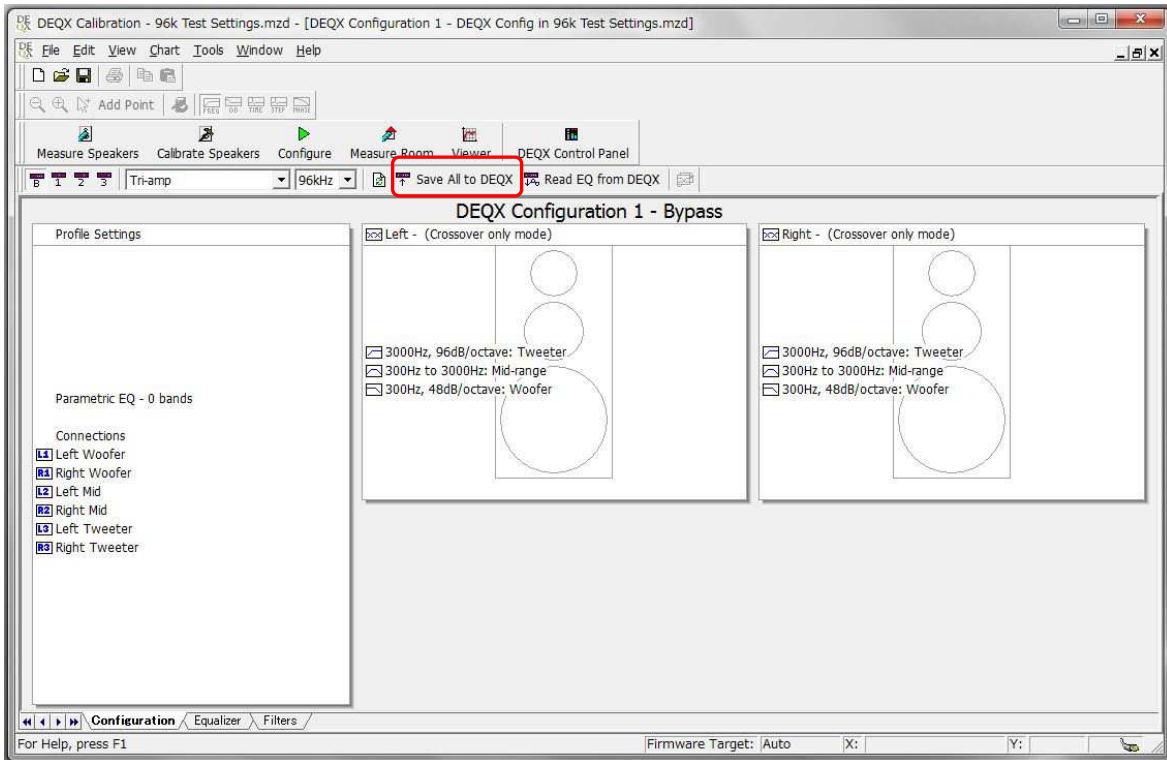 DEQX Calibration - 96k Test Settings.mzd - [DEQX Configuration 1 - DEQX Config in 96k Test Settings.mzd]
File Edit View Chart Tools Window Help
Add Point FREQ GD TIME STEP PHASE
Measure Speakers Calibrate Speakers Configure Measure Room Viewer DEQX Control Panel
B 1 2 3 Tri-amp 96kHz Save All to DEQX Read EQ from DEQX
DEQX Configuration 1 - Bypass
Profile Settings
Parametric EQ - 0 bands
Connections
L1 Left Woofer
R1 Right Woofer
L2 Left Mid
R2 Right Mid
L3 Left Tweeter
R3 Right Tweeter
Left - (Crossover only mode)
3000Hz, 96dB/octave: Tweeter
300Hz to 3000Hz: Mid-range
300Hz, 48dB/octave: Woofer
Right - (Crossover only mode)
3000Hz, 96dB/octave: Tweeter
300Hz to 3000Hz: Mid-range
300Hz, 48dB/octave: Woofer
Configuration Equalizer Filters
For Help, press F1 Firmware Target: Auto X: Y: